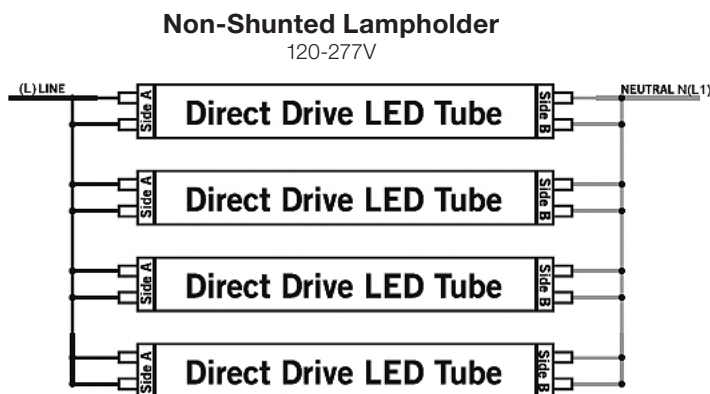 Non-Shunted Lampholder
120-277V
(L) LINE
NEUTRAL N(L1)
Side A
Direct Drive LED Tube
Side B
Side A
Direct Drive LED Tube
Side B
Side A
Direct Drive LED Tube
Side B
Side A
Direct Drive LED Tube
Side B